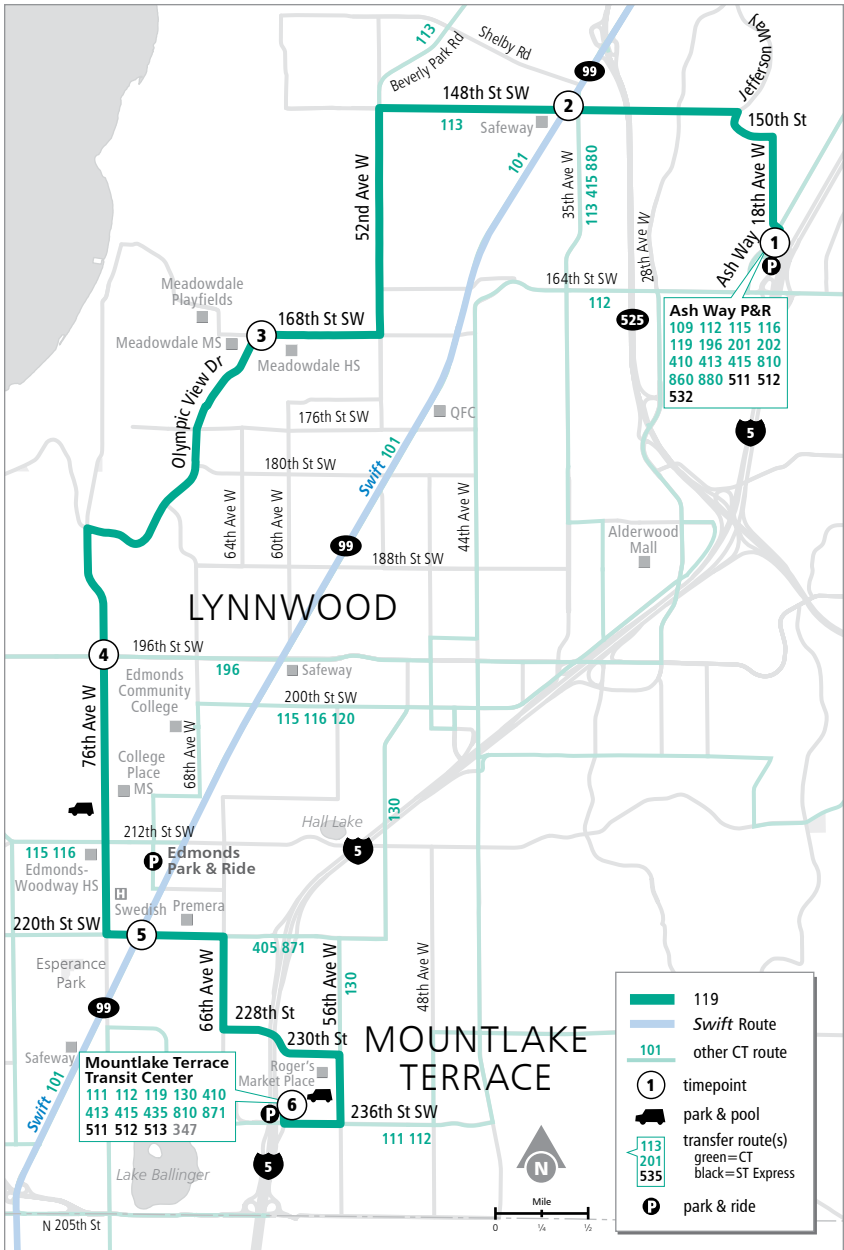 113
Beverly Park Rd
Shelby Rd
99
Jefferson Way
148th St SW
2
150th St
113
Safeway
101
35th Ave W
113 415 880
52nd Ave W
28th Ave W
18th Ave W
Ash Way
1
P
164th St SW
112
525
Ash Way P&R
109 112 115 116
119 196 201 202
410 413 415 810
860 880 511 512
532
5
Meadowdale
Playfields
168th St SW
3
Meadowdale MS
Meadowdale HS
Olympic View Dr
176th St SW
QFC
180th St SW
Swift 101
64th Ave W
60th Ave W
44th Ave W
99
188th St SW
Alderwood
Mall
LYNNWOOD
4
196th St SW
196
Safeway
Edmonds
Community
College
200th St SW
115 116 120
76th Ave W
68th Ave W
College
Place
MS
130
Hall Lake
212th St SW
5
115 116
Edmonds-
Woodway HS
P
Edmonds
Park & Ride
H
Swedish
Premera
220th St SW
5
405 871
66th Ave W
56th Ave W
130
48th Ave W
Esperance
Park
99
228th St
230th St
MOUNTLAKE
TERRACE
Safeway
Roger's
Market Place
Mountlake Terrace
Transit Center
111 112 119 130 410
413 415 435 810 871
511 512 513 347
6
P
236th St SW
111 112
Swift 101
Lake Ballinger
5
N
Mile
0 ¼ ½
N 205th St
119
Swift Route
101
other CT route
1
timepoint
park & pool
113
201
535
transfer route(s)
green=CT
black=ST Express
P
park & ride